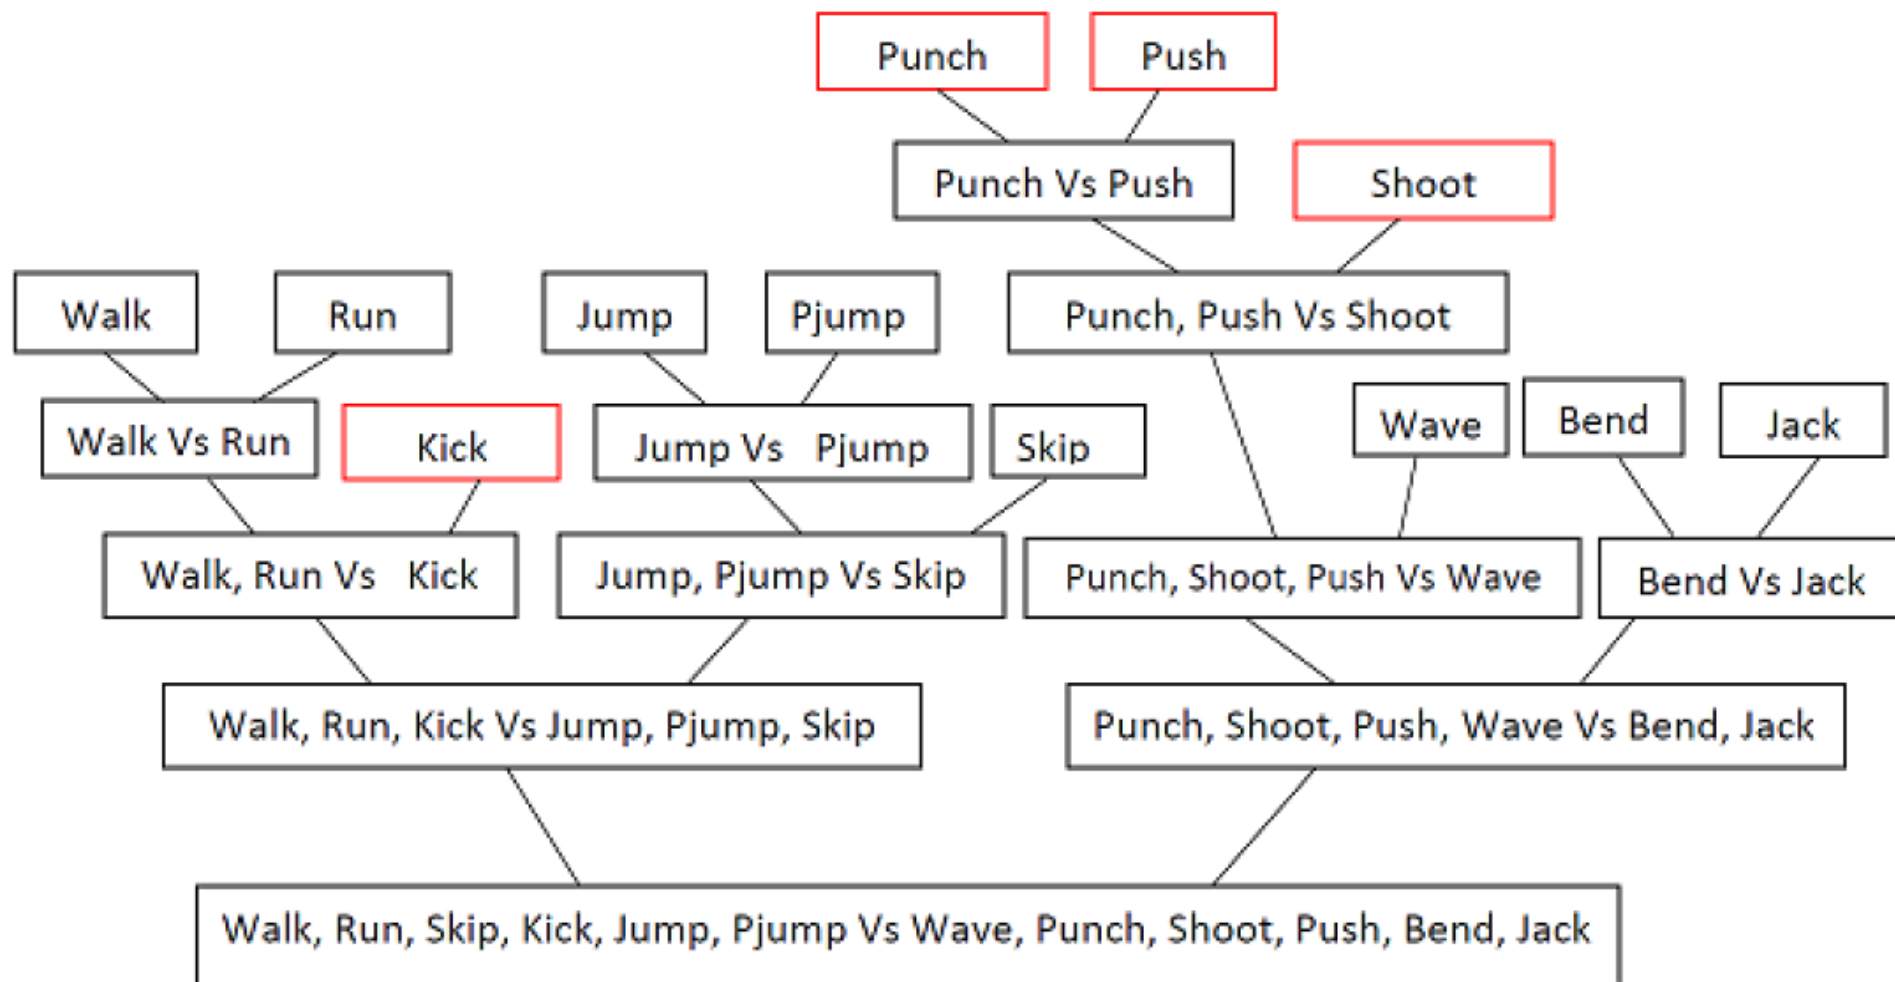 Punch
Push
Punch Vs Push
Shoot
Walk
Run
Jump
Pjump
Punch, Push Vs Shoot
Walk Vs Run
Kick
Jump Vs Pjump
Skip
Wave
Bend
Jack
Walk, Run Vs Kick
Jump, Pjump Vs Skip
Punch, Shoot, Push Vs Wave
Bend Vs Jack
Walk, Run, Kick Vs Jump, Pjump, Skip
Punch, Shoot, Push, Wave Vs Bend, Jack
Walk, Run, Skip, Kick, Jump, Pjump Vs Wave, Punch, Shoot, Push, Bend, Jack